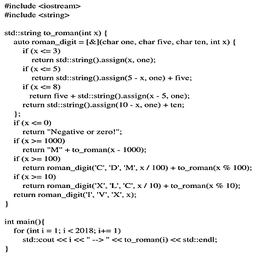 #include <iostream>
#include <string>
std::string to_roman(int x) {
auto roman_digit = [&](char one, char five, char ten, int x) {
if (x <= 3)
return std::string().assign(x, one);
if (x <= 5)
return std::string().assign(5 - x, one) + five;
if (x <= 8)
return five + std::string().assign(x - 5, one);
return std::string().assign(10 - x, one) + ten;
};
if (x <= 0)
return "Negative or zero!";
if (x >= 1000)
return "M" + to_roman(x - 1000);
if (x >= 100)
return roman_digit('C', 'D', 'M', x / 100) + to_roman(x % 100);
if (x >= 10)
return roman_digit('X', 'L', 'C', x / 10) + to_roman(x % 10);
return roman_digit('I', 'V', 'X', x);
}
int main(){
for (int i = 1; i < 2018; i+= 1)
std::cout << i << " --> " << to_roman(i) << std::endl;
}